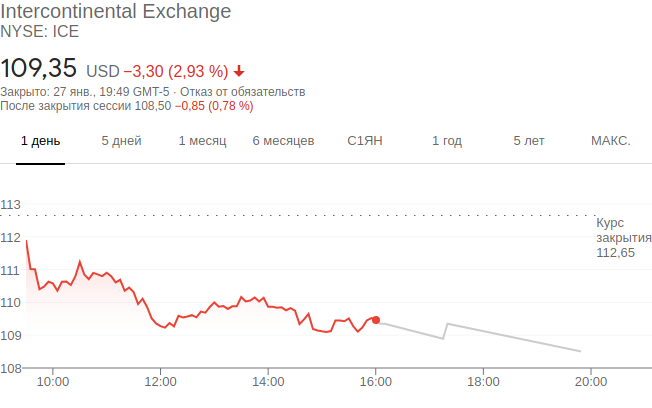 Intercontinental Exchange
NYSE: ICE
109,35 USD −3,30 (2,93 %)
Закрыто: 27 янв., 19:49 GMT-5 · Отказ от обязательств
После закрытия сессии 108,50 −0,85 (0,78 %)
1 день 5 дней 1 месяц 6 месяцев С1ЯН 1 год 5 лет МАКС.
113
Курс
закрытия
112,65
112
111
110
109
108
10:00 12:00 14:00 16:00 18:00 20:00